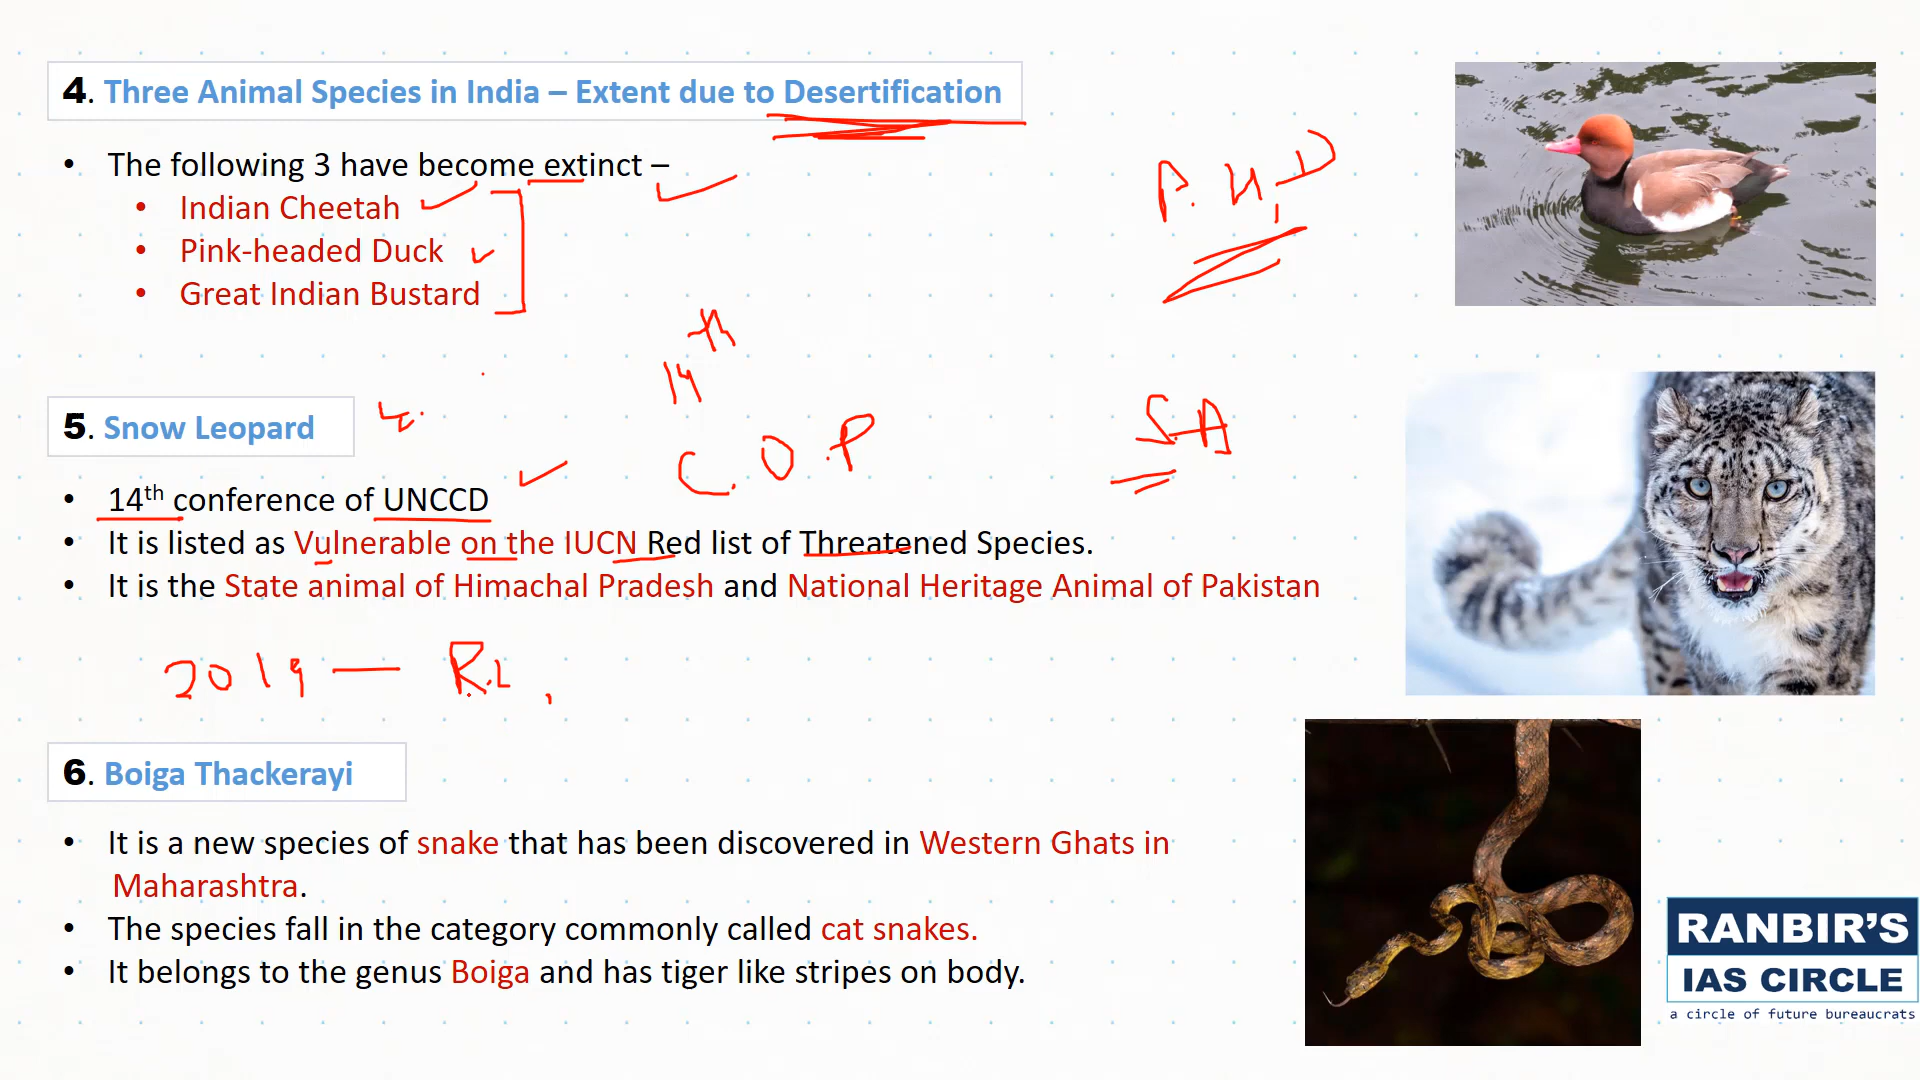 4. Three Animal Species in India – Extent due to Desertification
• The following 3 have become extinct –
• Indian Cheetah
• Pink-headed Duck
• Great Indian Bustard
P. H. D
14th
C. O. P
S. A
5. Snow Leopard
• 14th conference of UNCCD
• It is listed as Vulnerable on the IUCN Red list of Threatened Species.
• It is the State animal of Himachal Pradesh and National Heritage Animal of Pakistan
2019 — R.L.
6. Boiga Thackerayi
• It is a new species of snake that has been discovered in Western Ghats in
Maharashtra.
• The species fall in the category commonly called cat snakes.
• It belongs to the genus Boiga and has tiger like stripes on body.
RANBIR'S
IAS CIRCLE
a circle of future bureaucrats